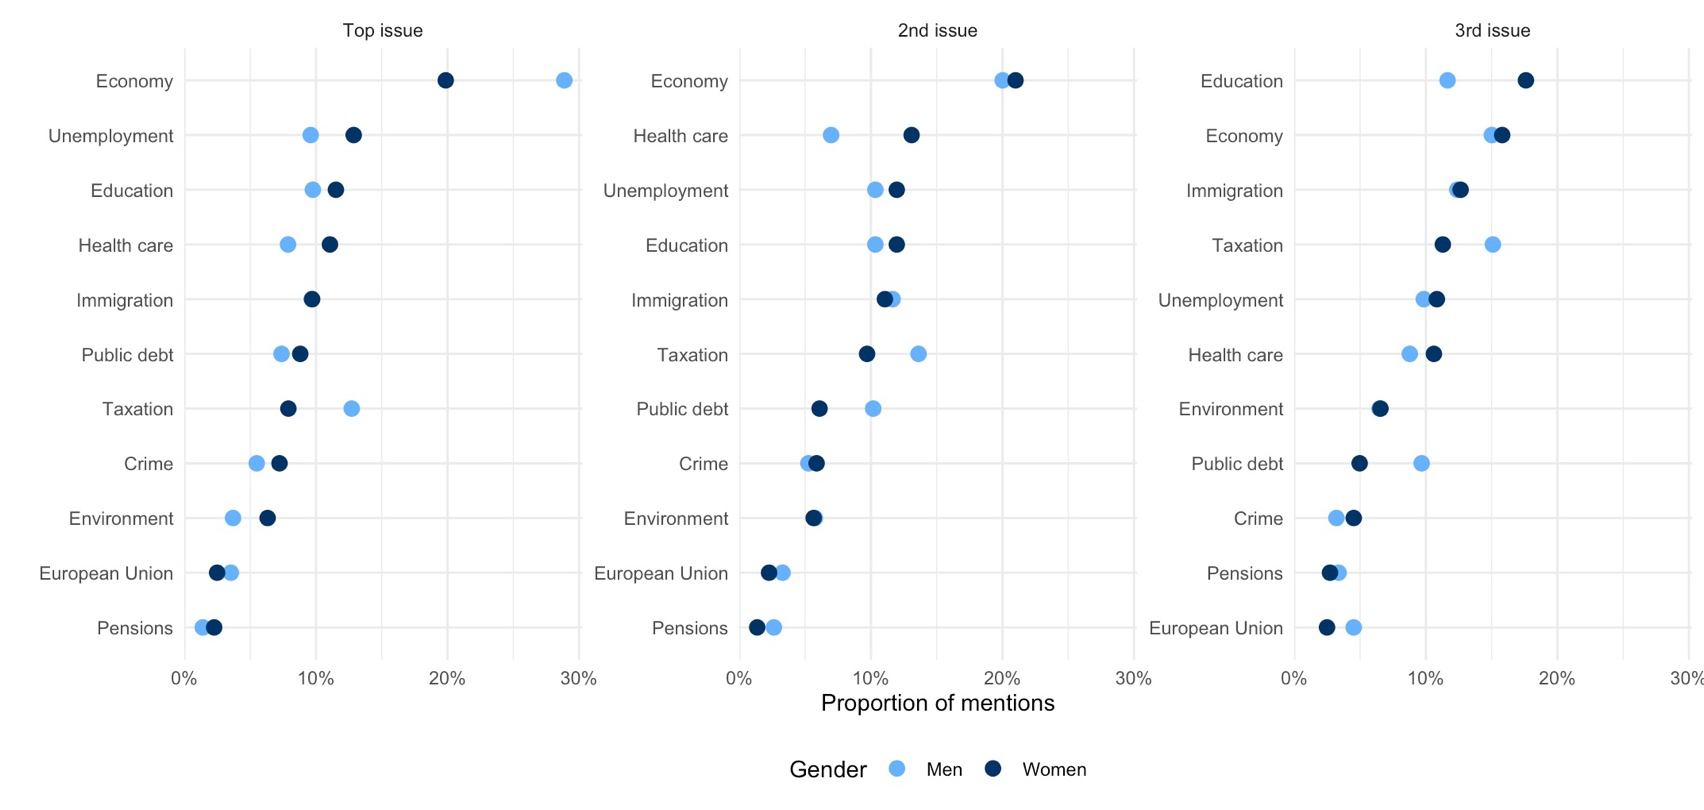 Top issue
Economy
Unemployment
Education
Health care
Immigration
Public debt
Taxation
Crime
Environment
European Union
Pensions
0% 10% 20% 30%
2nd issue
Economy
Health care
Unemployment
Education
Immigration
Taxation
Public debt
Crime
Environment
European Union
Pensions
0% 10% 20% 30%
3rd issue
Education
Economy
Immigration
Taxation
Unemployment
Health care
Environment
Public debt
Crime
Pensions
European Union
0% 10% 20% 30%
Proportion of mentions
Gender Men Women